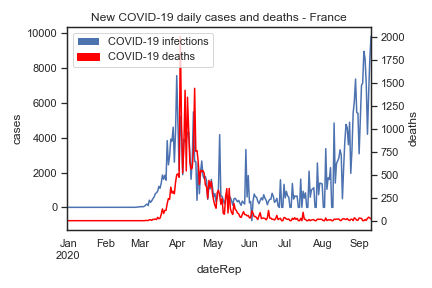 New COVID-19 daily cases and deaths - France
COVID-19 infections
COVID-19 deaths
cases
10000
8000
6000
4000
2000
0
deaths
2000
1750
1500
1250
1000
750
500
250
0
Jan Feb Mar Apr May Jun Jul Aug Sep
2020
dateRep